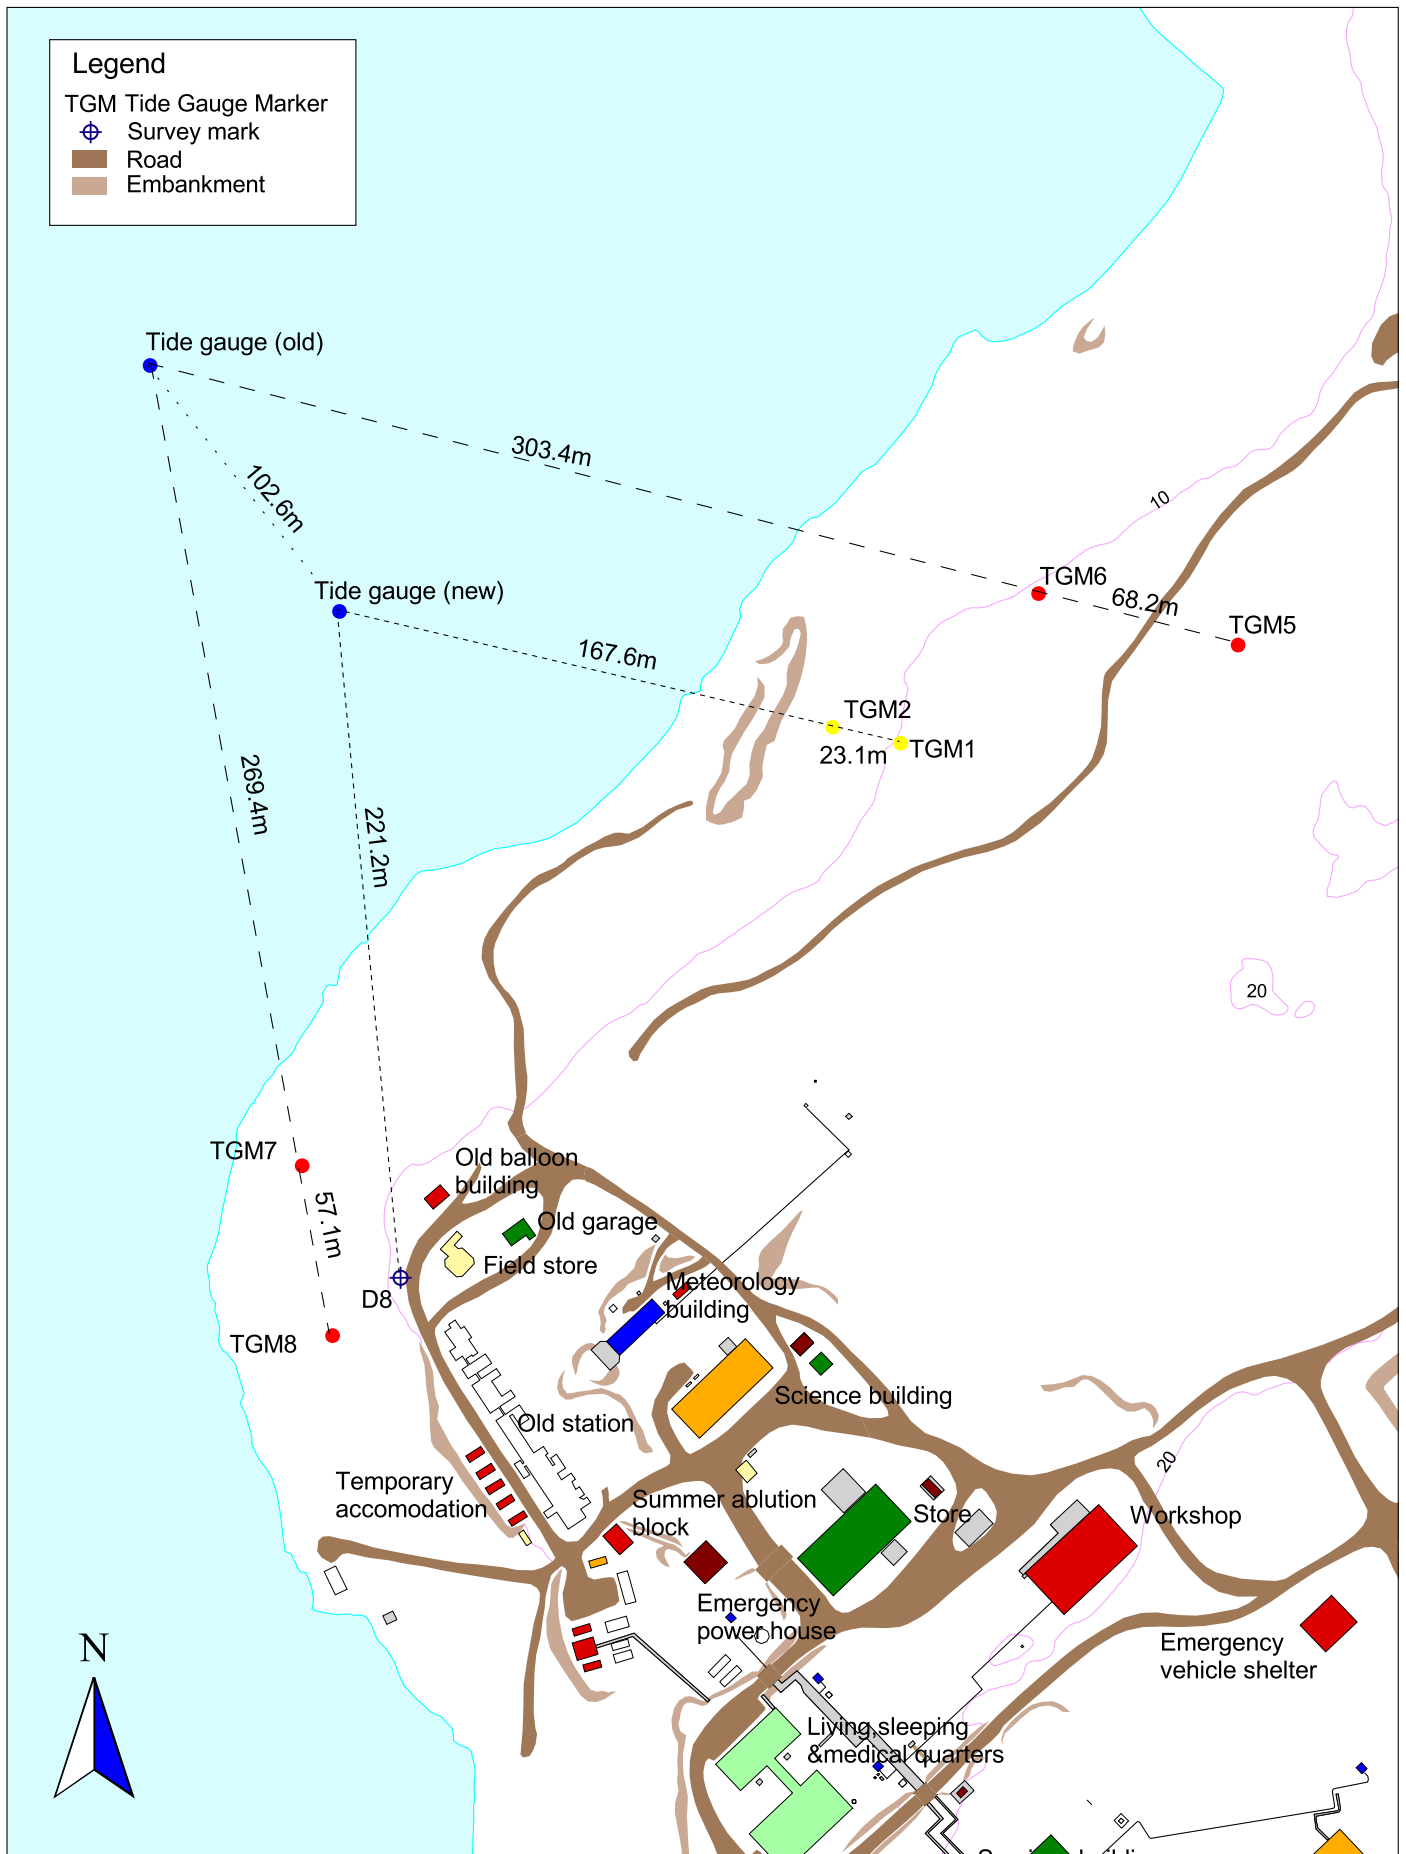 Legend
TGM Tide Gauge Marker
Survey mark
Road
Embankment
Tide gauge (old)
303.4m
102.6m
10
Tide gauge (new)
TGM6
68.2m
TGM5
167.6m
TGM2
TGM1
23.1m
269.4m
221.2m
20
TGM7
Old balloon
building
57.1m
Old garage
Field store
D8
Meteorology
building
TGM8
Science building
Old station
20
Temporary
accomodation
Summer ablution
block
Store
Workshop
Emergency
power house
N
Emergency
vehicle shelter
Living,sleeping
&medical quarters